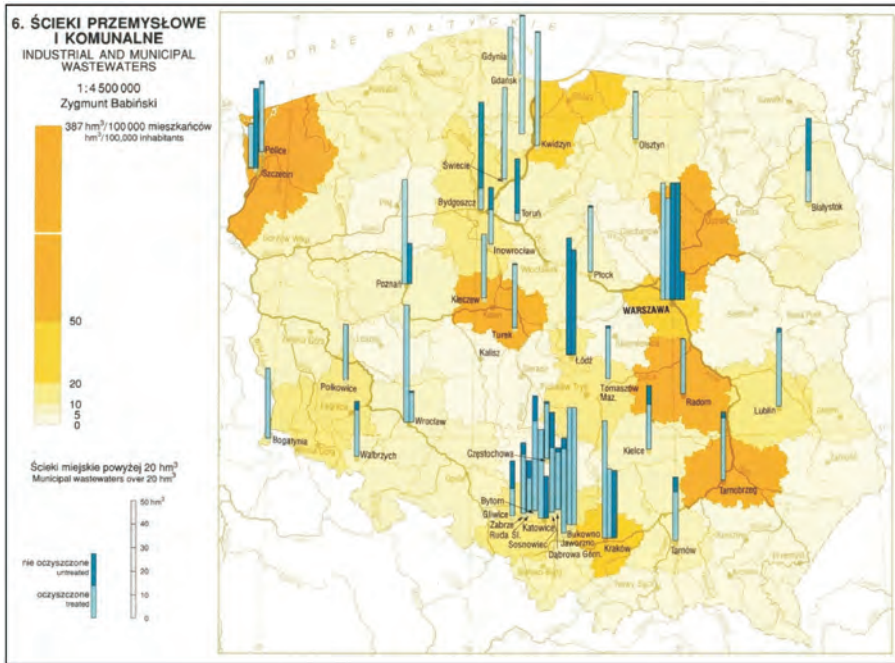 6. ŚCIEKI PRZEMYSŁOWE
I KOMUNALNE
INDUSTRIAL AND MUNICIPAL
WASTEWATERS
1:4 500 000
Zygmunt Babiński
387 hm³/100 000 mieszkańców
hm³/100,000 inhabitants
50
20
10
5
0
Ścieki miejskie powyżej 20 hm³
Municipal wastewaters over 20 hm³
50 hm³
40
30
20
10
0
nie oczyszczone
untreated
oczyszczone
treated
MORZE BAŁTYCKIE
Gdynia
Gdańsk
Police
Szczecin
Kwidzyn
Olsztyn
Świecie
Bydgoszcz
Toruń
Białystok
Inowrocław
Płock
Poznań
Kleczew
WARSZAWA
Turek
Kalisz
Łódź
Polkowice
Tomaszów
Maz.
Radom
Lublin
Wrocław
Bogatynia
Wałbrzych
Kielce
Częstochowa
Tarnobrzeg
Bytom
Gliwice
Zabrze
Ruda Śl.
Katowice
Sosnowiec
Bukowno
Jaworzno
Dąbrowa Górn.
Kraków
Tarnów